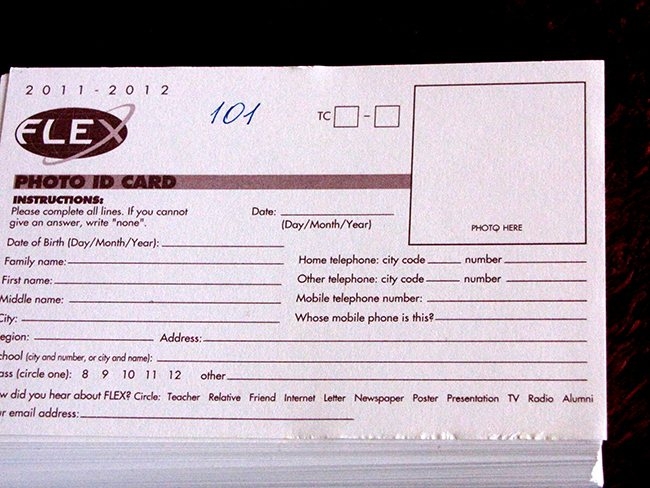 2011-2012
101
TC – 
FLEX
PHOTO ID CARD
PHOTO HERE
INSTRUCTIONS:
Please complete all lines. If you cannot
give an answer, write "none".
Date:
(Day/Month/Year)
Date of Birth (Day/Month/Year):
Family name:
Home telephone: city code number
First name:
Other telephone: city code number
Middle name:
Mobile telephone number:
City:
Whose mobile phone is this?
egion: Address:
chool (city and number, or city and name):
ass (circle one): 8 9 10 11 12 other
w did you hear about FLEX? Circle: Teacher Relative Friend Internet Letter Newspaper Poster Presentation TV Radio Alumni
ur email address: